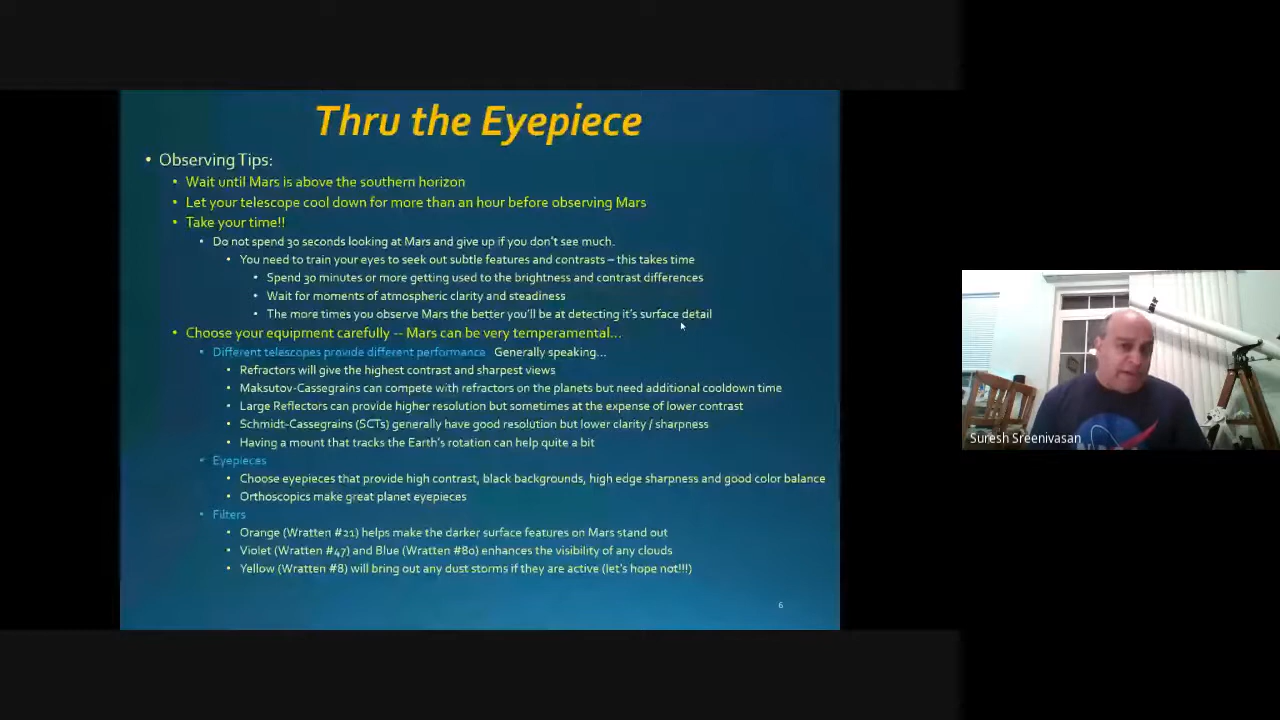 Thru the Eyepiece
• Observing Tips:
• Wait until Mars is above the southern horizon
• Let your telescope cool down for more than an hour before observing Mars
• Take your time!!
• Do not spend 30 seconds looking at Mars and give up if you don't see much.
• You need to train your eyes to seek out subtle features and contrasts – this takes time
• Spend 30 minutes or more getting used to the brightness and contrast differences
• Wait for moments of atmospheric clarity and steadiness
• The more times you observe Mars the better you'll be at detecting it's surface detail
• Choose your equipment carefully -- Mars can be very temperamental...
• Different telescopes provide different performance Generally speaking...
• Refractors will give the highest contrast and sharpest views
• Maksutov-Cassegrains can compete with refractors on the planets but need additional cooldown time
• Large Reflectors can provide higher resolution but sometimes at the expense of lower contrast
• Schmidt-Cassegrains (SCTs) generally have good resolution but lower clarity / sharpness
• Having a mount that tracks the Earth's rotation can help quite a bit
• Eyepieces
• Choose eyepieces that provide high contrast, black backgrounds, high edge sharpness and good color balance
• Orthoscopics make great planet eyepieces
• Filters
• Orange (Wratten #21) helps make the darker surface features on Mars stand out
• Violet (Wratten #47) and Blue (Wratten #80) enhances the visibility of any clouds
• Yellow (Wratten #8) will bring out any dust storms if they are active (let's hope not!!!)
6
Suresh Sreenivasan